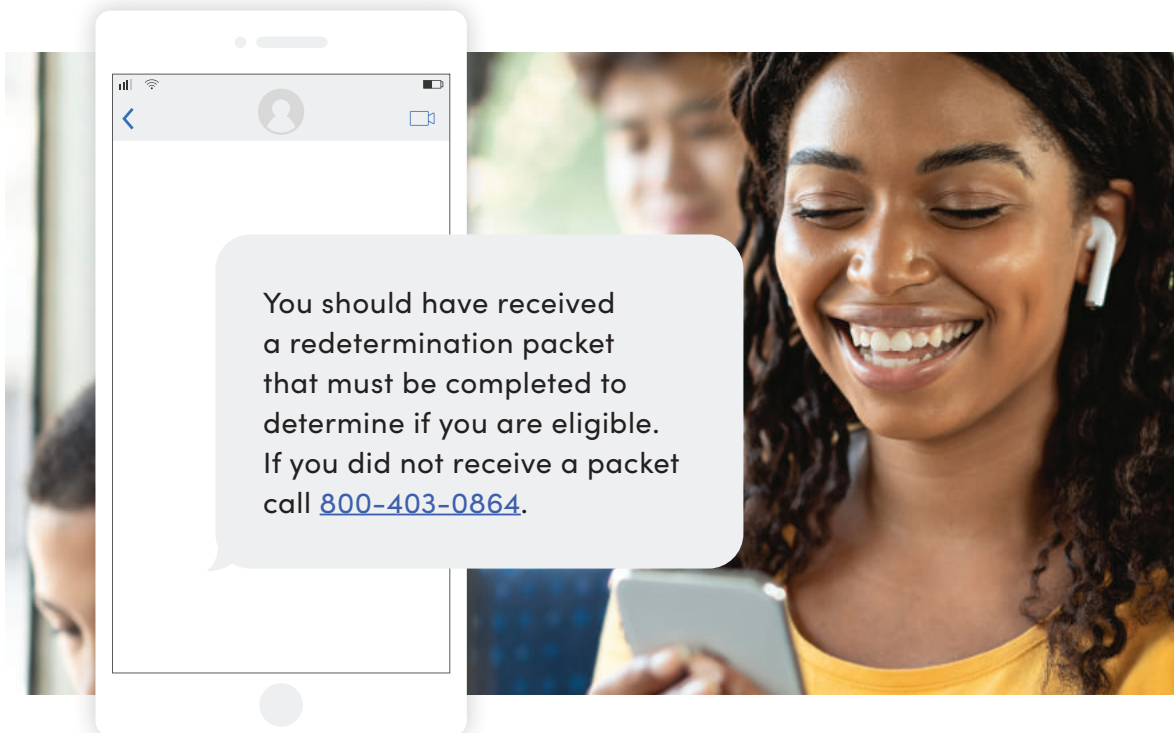 You should have received
a redetermination packet
that must be completed to
determine if you are eligible.
If you did not receive a packet
call 800-403-0864.